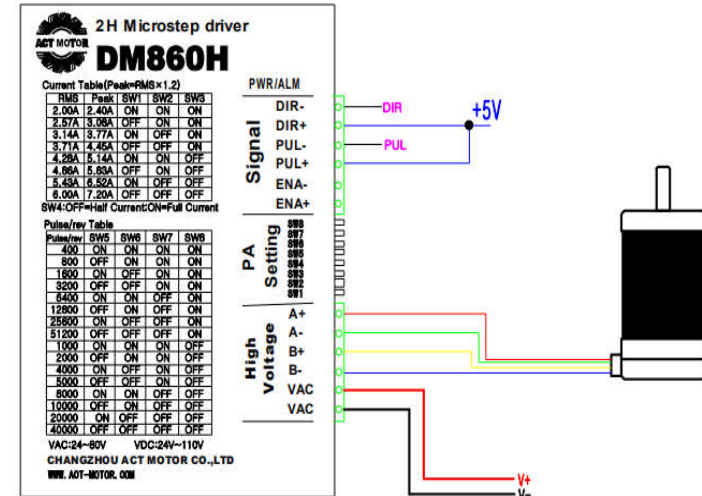 2H Microstep driver
ACT MOTOR
DM860H
Current Table(Peak=RMS×1.2)
RMS Peak SW1 SW2 SW3
2.00A 2.40A ON ON ON
2.57A 3.08A OFF ON ON
3.14A 3.77A ON OFF ON
3.71A 4.45A OFF OFF ON
4.28A 5.14A ON ON OFF
4.86A 5.83A OFF ON OFF
5.43A 6.52A ON OFF OFF
6.00A 7.20A OFF OFF OFF
SW4:OFF=Half Current:ON=Full Current
Pulse/rev Table
Pulse/rev SW5 SW6 SW7 SW8
400 ON ON ON ON
800 OFF ON ON ON
1600 ON OFF ON ON
3200 OFF OFF ON ON
6400 ON ON OFF ON
12800 OFF ON OFF ON
25600 ON OFF OFF ON
51200 OFF OFF OFF ON
1000 ON ON ON OFF
2000 OFF ON ON OFF
4000 ON OFF ON OFF
5000 OFF OFF ON OFF
8000 ON ON OFF OFF
10000 OFF ON OFF OFF
20000 ON OFF OFF OFF
40000 OFF OFF OFF OFF
VAC:24~80V VDC:24V~110V
CHANGZHOU ACT MOTOR CO.,LTD
WWW.ACT-MOTOR.COM
PWR/ALM
Signal
DIR-
DIR+
PUL-
PUL+
ENA-
ENA+
PA
Setting
SW8
SW7
SW6
SW5
SW4
SW3
SW2
SW1
High
Voltage
A+
A-
B+
B-
VAC
VAC
DIR
+5V
PUL
V+
V-